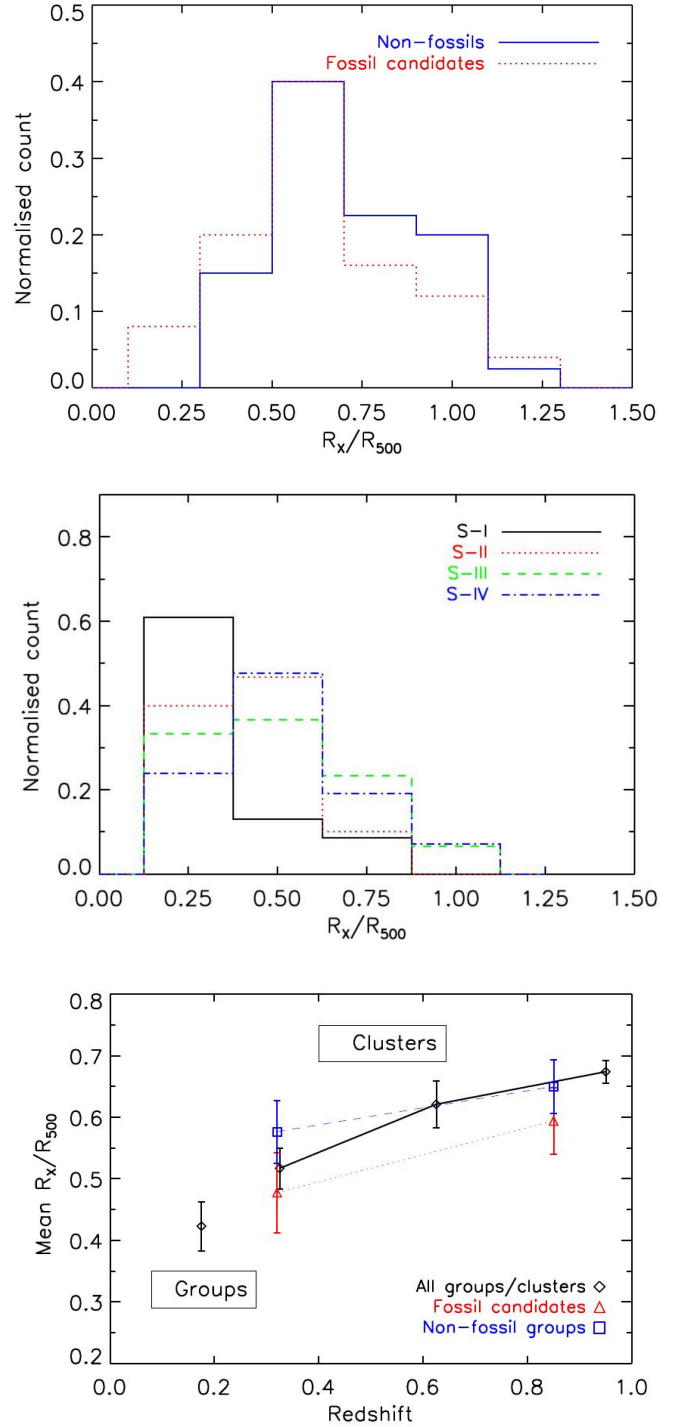 0.5
Non-fossils
Fossil candidates
0.4
0.3
0.2
0.1
0.0
Normalised count
0.00 0.25 0.50 0.75 1.00 1.25 1.50
RX/R500
0.8
S-I
S-II
S-III
S-IV
0.6
0.4
0.2
0.0
Normalised count
0.00 0.25 0.50 0.75 1.00 1.25 1.50
RX/R500
0.8
Clusters
0.7
0.6
0.5
0.4
Groups
0.3
0.2
Mean RX/R500
All groups/clusters
Fossil candidates
Non-fossil groups
0.0 0.2 0.4 0.6 0.8 1.0
Redshift